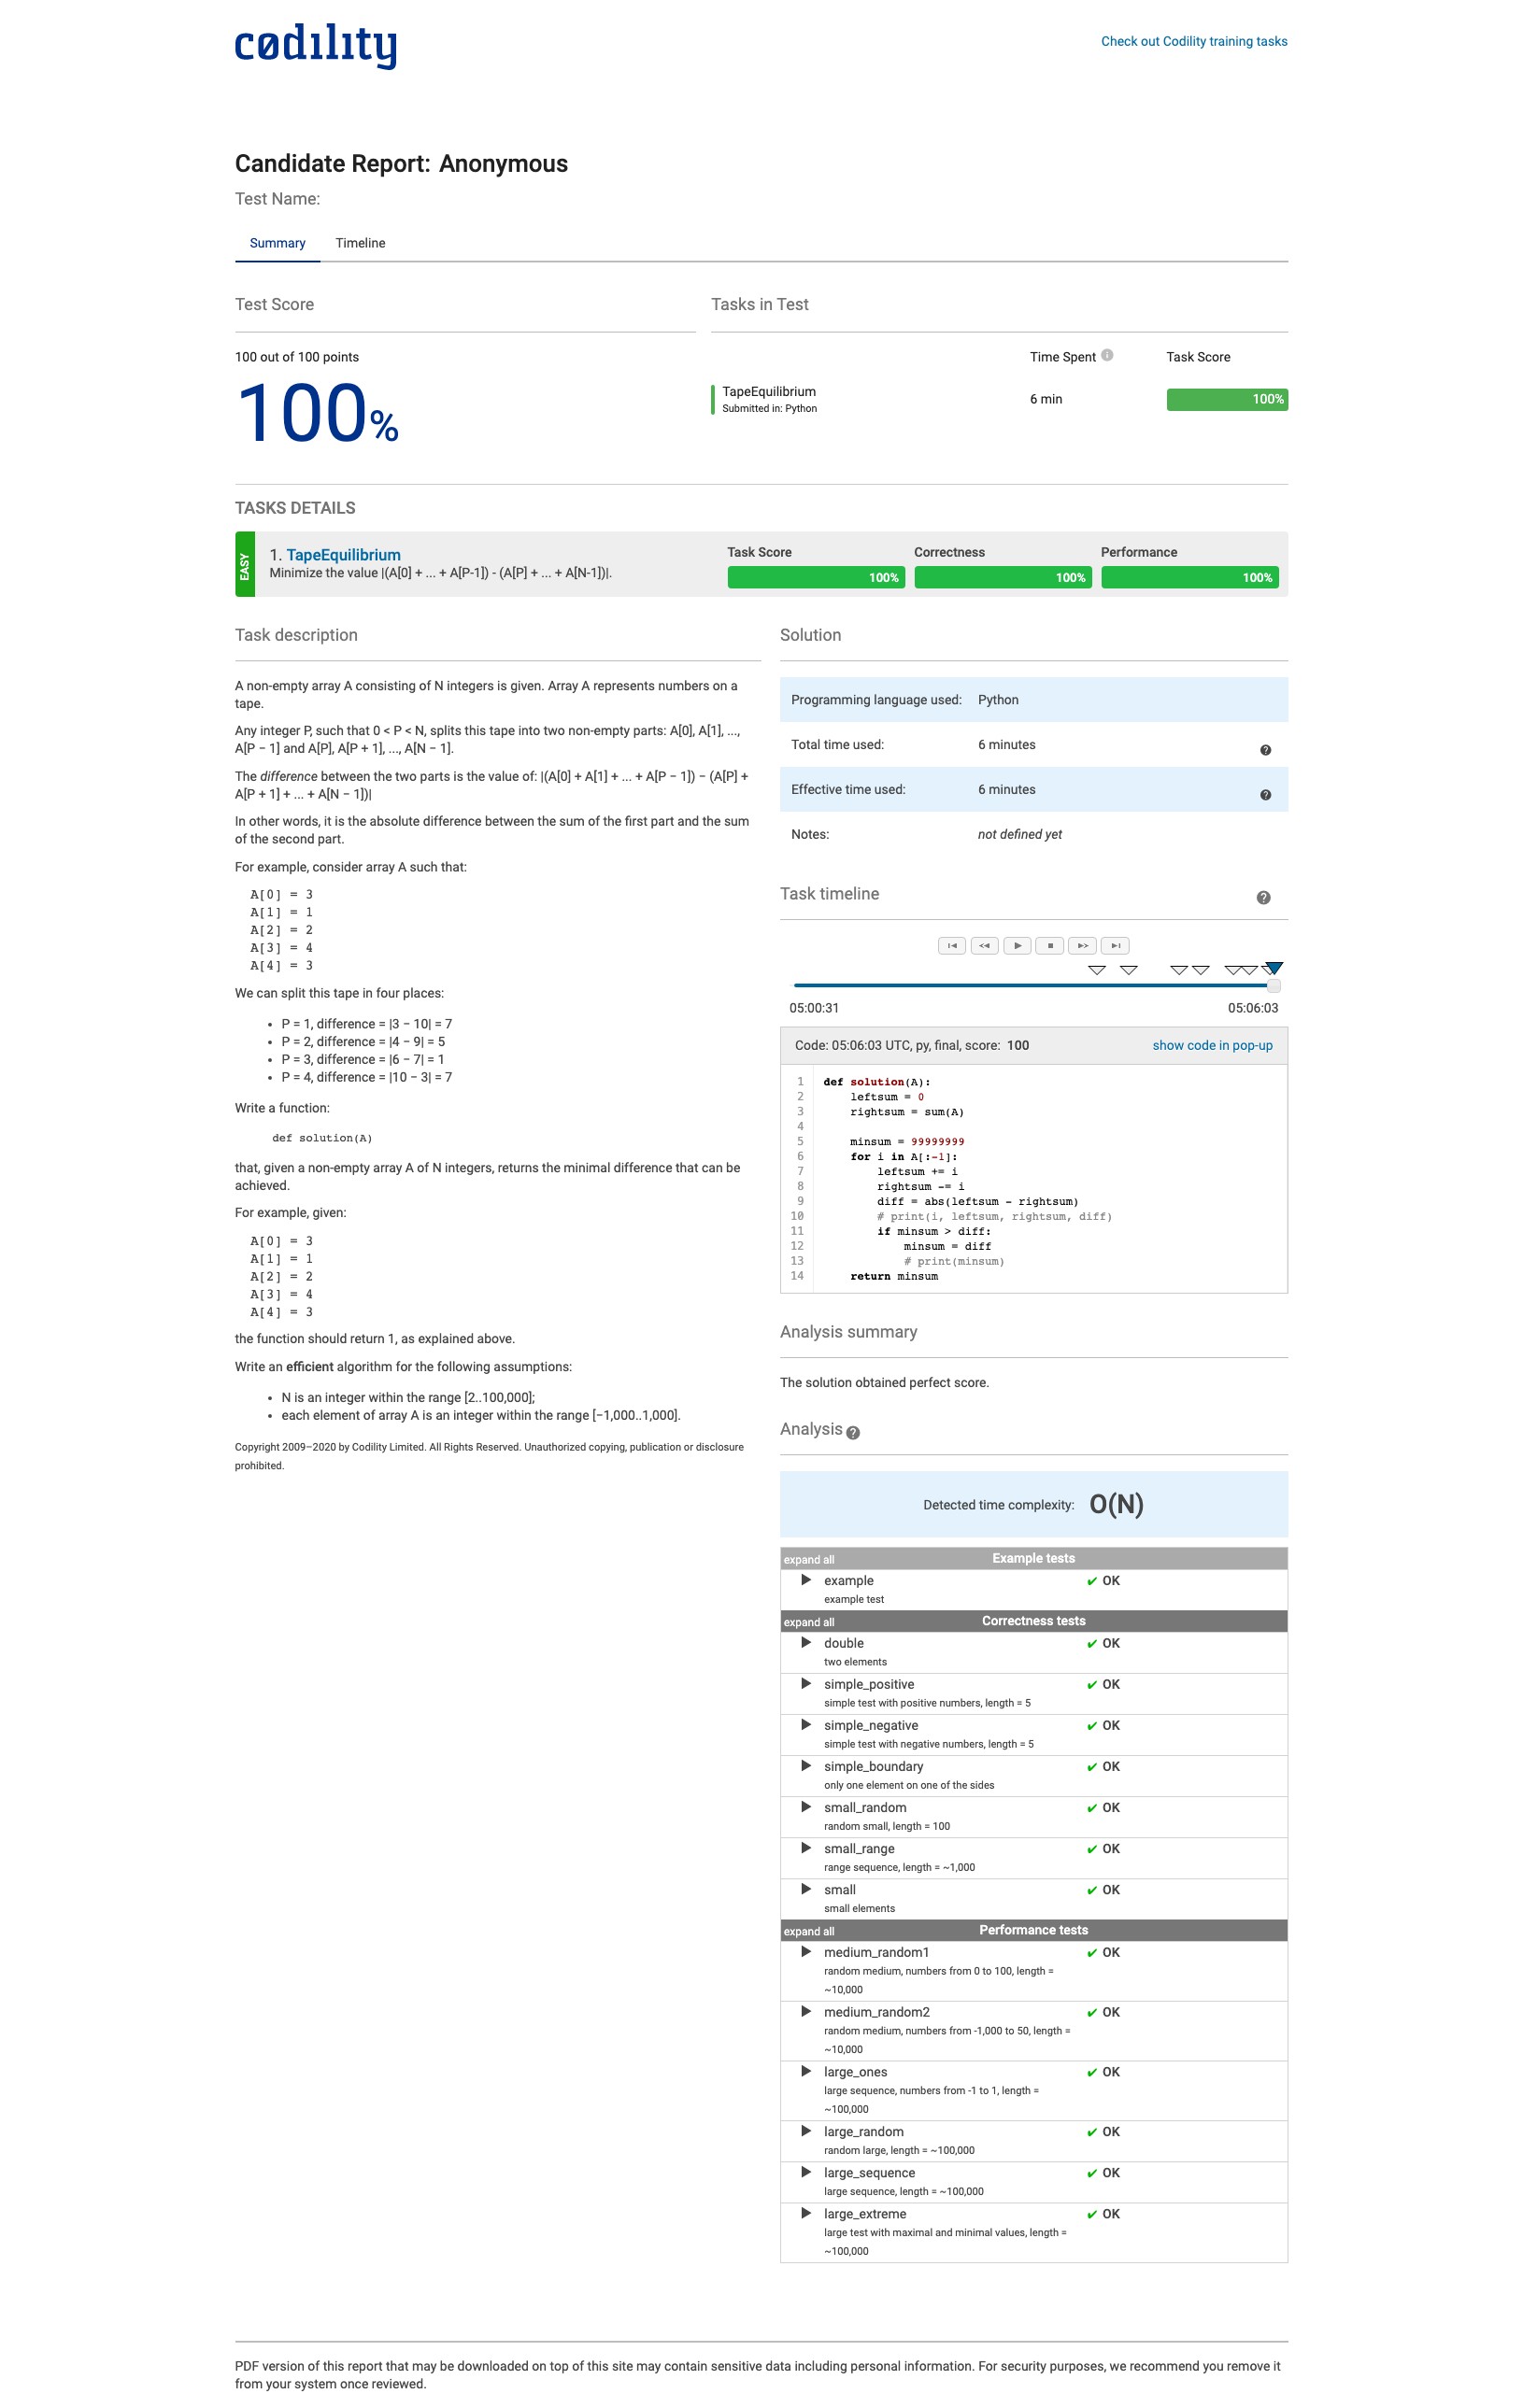 cødility
Check out Codility training tasks
Candidate Report: Anonymous
Test Name:
Summary Timeline
Test Score
100 out of 100 points
100%
Tasks in Test
Time Spent Task Score
TapeEquilibrium
Submitted in: Python
6 min
100%
TASKS DETAILS
EASY
1. TapeEquilibrium
Minimize the value |(A[0] + ... + A[P-1]) - (A[P] + ... + A[N-1])|.
Task Score Correctness Performance
100% 100% 100%
Task description
A non-empty array A consisting of N integers is given. Array A represents numbers on a
tape.
Any integer P, such that 0 < P < N, splits this tape into two non-empty parts: A[0], A[1], ...,
A[P − 1] and A[P], A[P + 1], ..., A[N − 1].
The difference between the two parts is the value of: |(A[0] + A[1] + ... + A[P − 1]) − (A[P] +
A[P + 1] + ... + A[N − 1])|
In other words, it is the absolute difference between the sum of the first part and the sum
of the second part.
For example, consider array A such that:
A[0] = 3
A[1] = 1
A[2] = 2
A[3] = 4
A[4] = 3
We can split this tape in four places:
• P = 1, difference = |3 − 10| = 7
• P = 2, difference = |4 − 9| = 5
• P = 3, difference = |6 − 7| = 1
• P = 4, difference = |10 − 3| = 7
Write a function:
def solution(A)
that, given a non-empty array A of N integers, returns the minimal difference that can be
achieved.
For example, given:
A[0] = 3
A[1] = 1
A[2] = 2
A[3] = 4
A[4] = 3
the function should return 1, as explained above.
Write an efficient algorithm for the following assumptions:
• N is an integer within the range [2..100,000];
• each element of array A is an integer within the range [−1,000..1,000].
Copyright 2009–2020 by Codility Limited. All Rights Reserved. Unauthorized copying, publication or disclosure
prohibited.
Solution
Programming language used: Python
Total time used: 6 minutes
Effective time used: 6 minutes
Notes: not defined yet
Task timeline
05:00:31 05:06:03
Code: 05:06:03 UTC, py, final, score: 100 show code in pop-up
1 def solution(A):
2     leftsum = 0
3     rightsum = sum(A)
4
5     minsum = 99999999
6     for i in A[:-1]:
7         leftsum += i
8         rightsum -= i
9         diff = abs(leftsum - rightsum)
10         # print(i, leftsum, rightsum, diff)
11         if minsum > diff:
12             minsum = diff
13             # print(minsum)
14     return minsum
Analysis summary
The solution obtained perfect score.
Analysis
Detected time complexity: O(N)
expand all Example tests
example ✔ OK
example test
expand all Correctness tests
double ✔ OK
two elements
simple_positive ✔ OK
simple test with positive numbers, length = 5
simple_negative ✔ OK
simple test with negative numbers, length = 5
simple_boundary ✔ OK
only one element on one of the sides
small_random ✔ OK
random small, length = 100
small_range ✔ OK
range sequence, length = ~1,000
small ✔ OK
small elements
expand all Performance tests
medium_random1 ✔ OK
random medium, numbers from 0 to 100, length =
~10,000
medium_random2 ✔ OK
random medium, numbers from -1,000 to 50, length =
~10,000
large_ones ✔ OK
large sequence, numbers from -1 to 1, length =
~100,000
large_random ✔ OK
random large, length = ~100,000
large_sequence ✔ OK
large sequence, length = ~100,000
large_extreme ✔ OK
large test with maximal and minimal values, length =
~100,000
PDF version of this report that may be downloaded on top of this site may contain sensitive data including personal information. For security purposes, we recommend you remove it
from your system once reviewed.